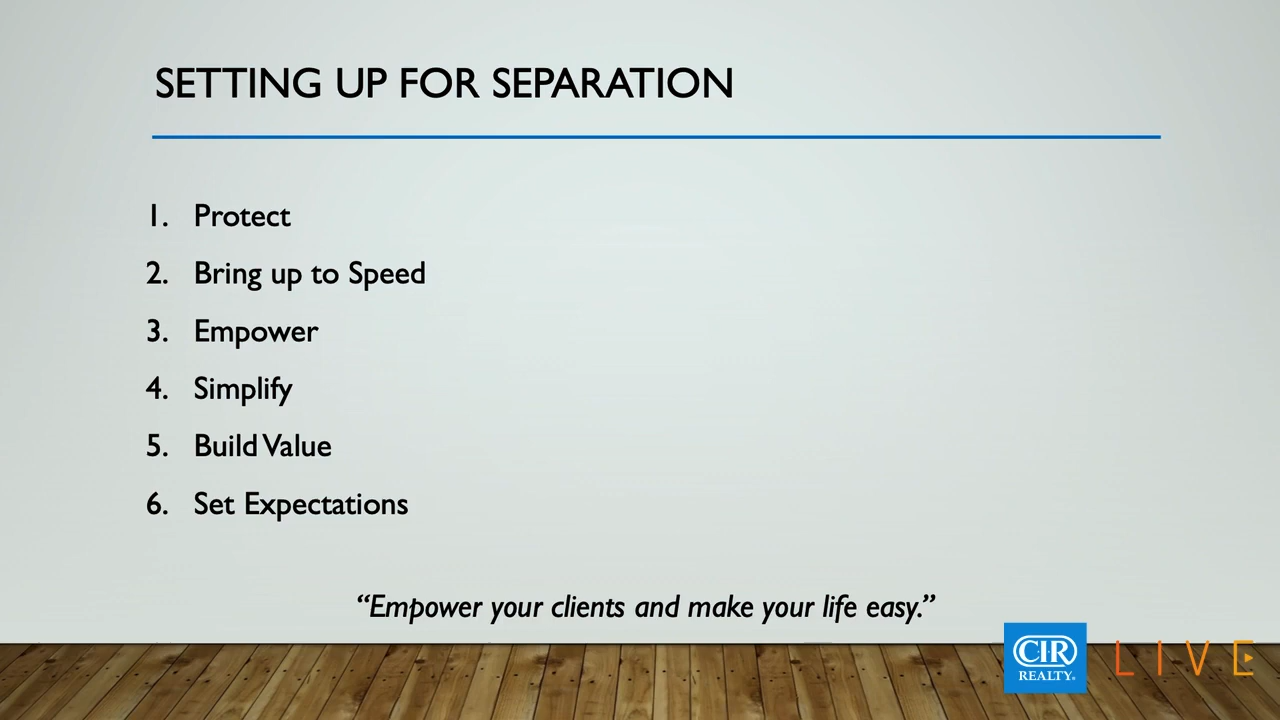 SETTING UP FOR SEPARATION
1. Protect
2. Bring up to Speed
3. Empower
4. Simplify
5. Build Value
6. Set Expectations
“Empower your clients and make your life easy.”
CIR
REALTY®
LIVE